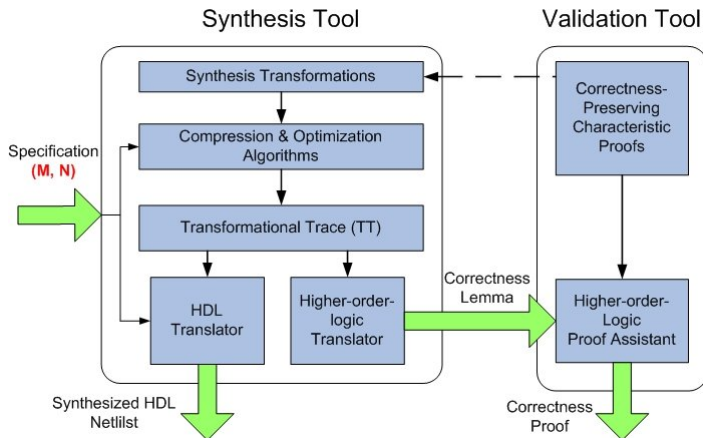 Synthesis Tool
Validation Tool
Synthesis Transformations
Compression & Optimization
Algorithms
Transformational Trace (TT)
HDL
Translator
Higher-order-
logic
Translator
Specification
(M, N)
Correctness-
Preserving
Characteristic
Proofs
Correctness
Lemma
Higher-order-
Logic
Proof Assistant
Synthesized HDL
Netlilst
Correctness
Proof